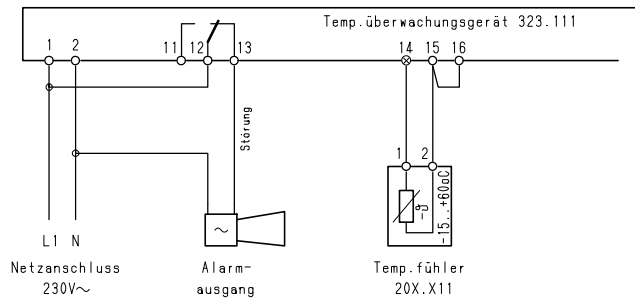 Temp.überwachungsgerät 323.111
1 2 11 12 13 14 15 16
Störung
1 2
-ϑ
-15...+60oC
L1 N
Netzanschluss
230V~
Alarm-
ausgang
Temp.fühler
20X.X11